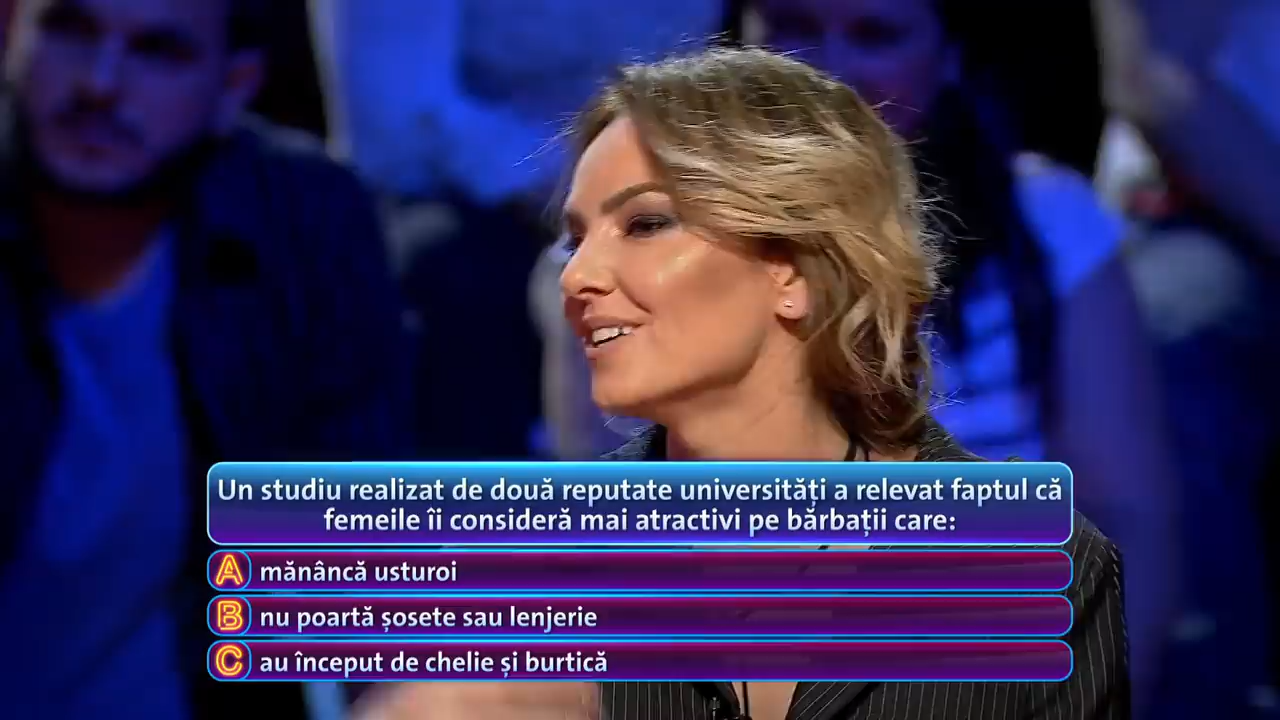 Un studiu realizat de două reputate universități a relevat faptul că
femeile îi consideră mai atractivi pe bărbații care:
A mănâncă usturoi
B nu poartă șosete sau lenjerie
C au început de chelie și burtică